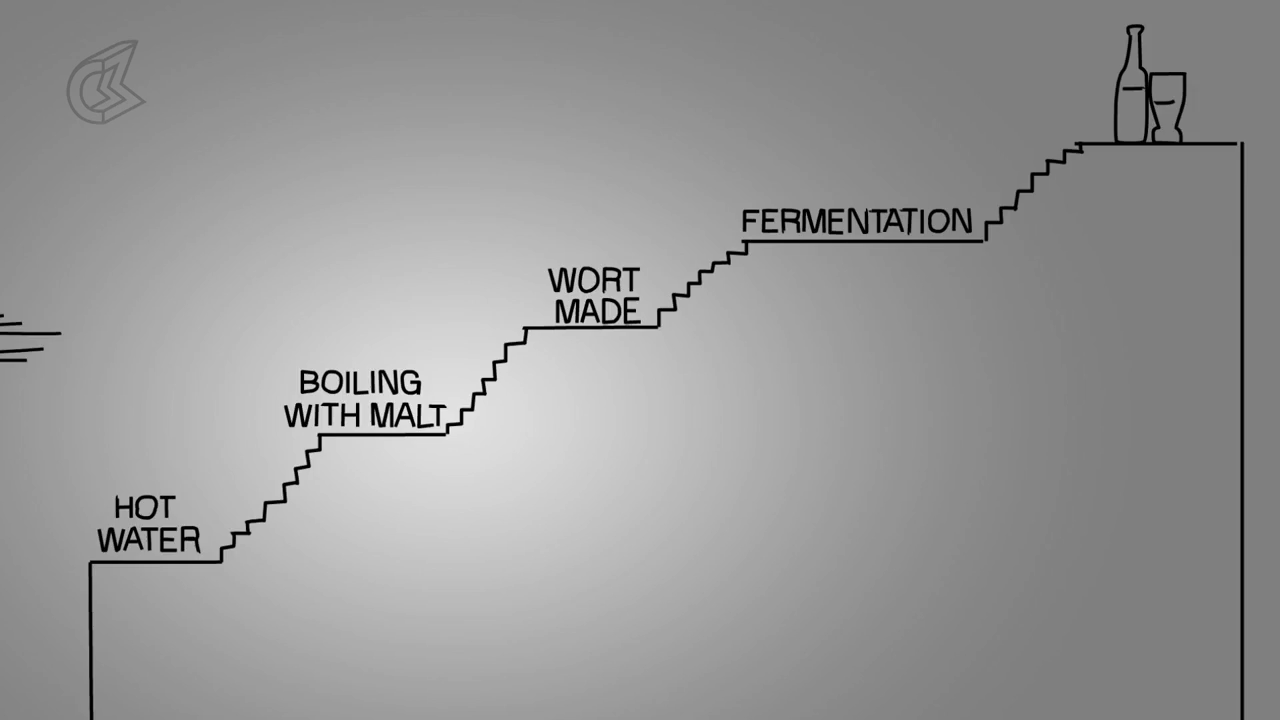 HOT
WATER
BOILING
WITH MALT
WORT
MADE
FERMENTATION